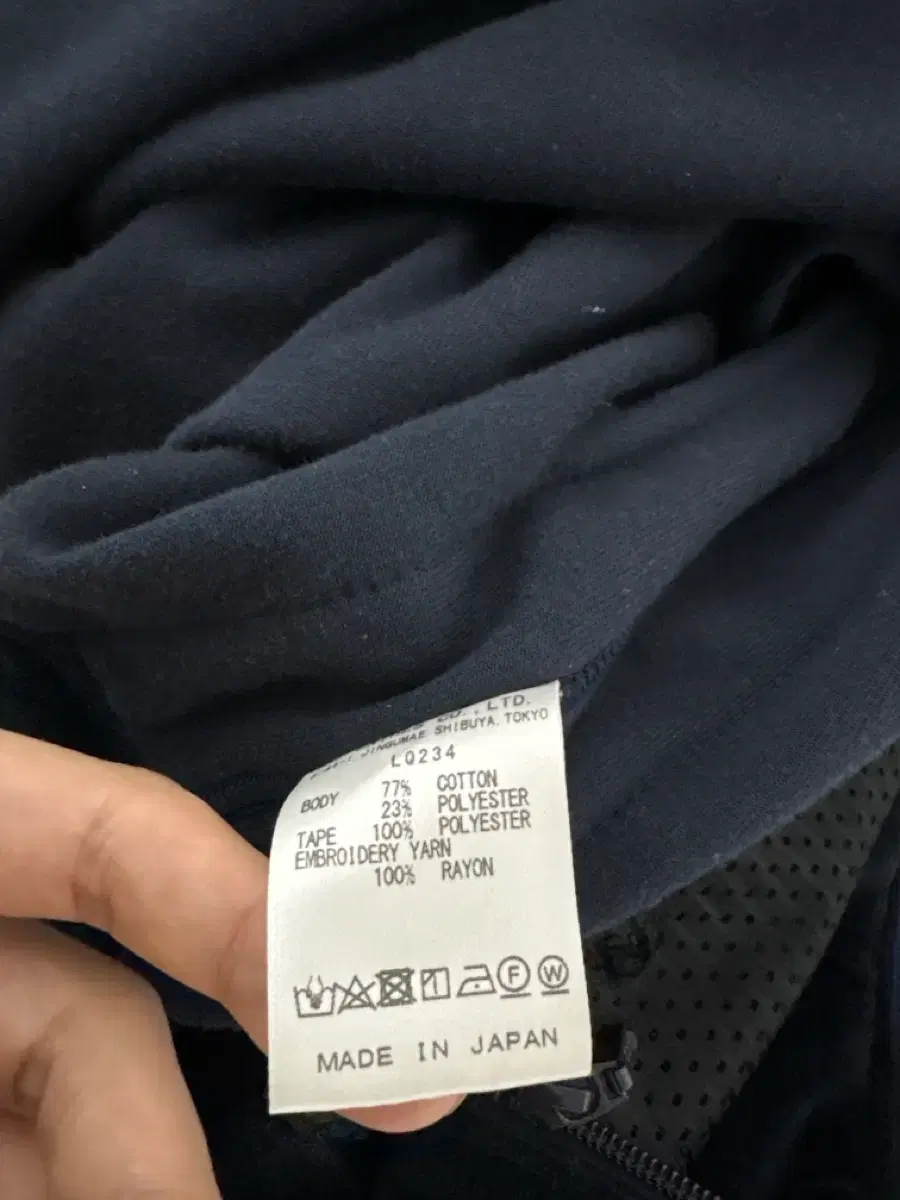 CO., LTD.
JINGUMAE SHIBUYA, TOKYO
LQ234
BODY 77% COTTON
23% POLYESTER
TAPE 100% POLYESTER
EMBROIDERY YARN
100% RAYON
F W
MADE IN JAPAN